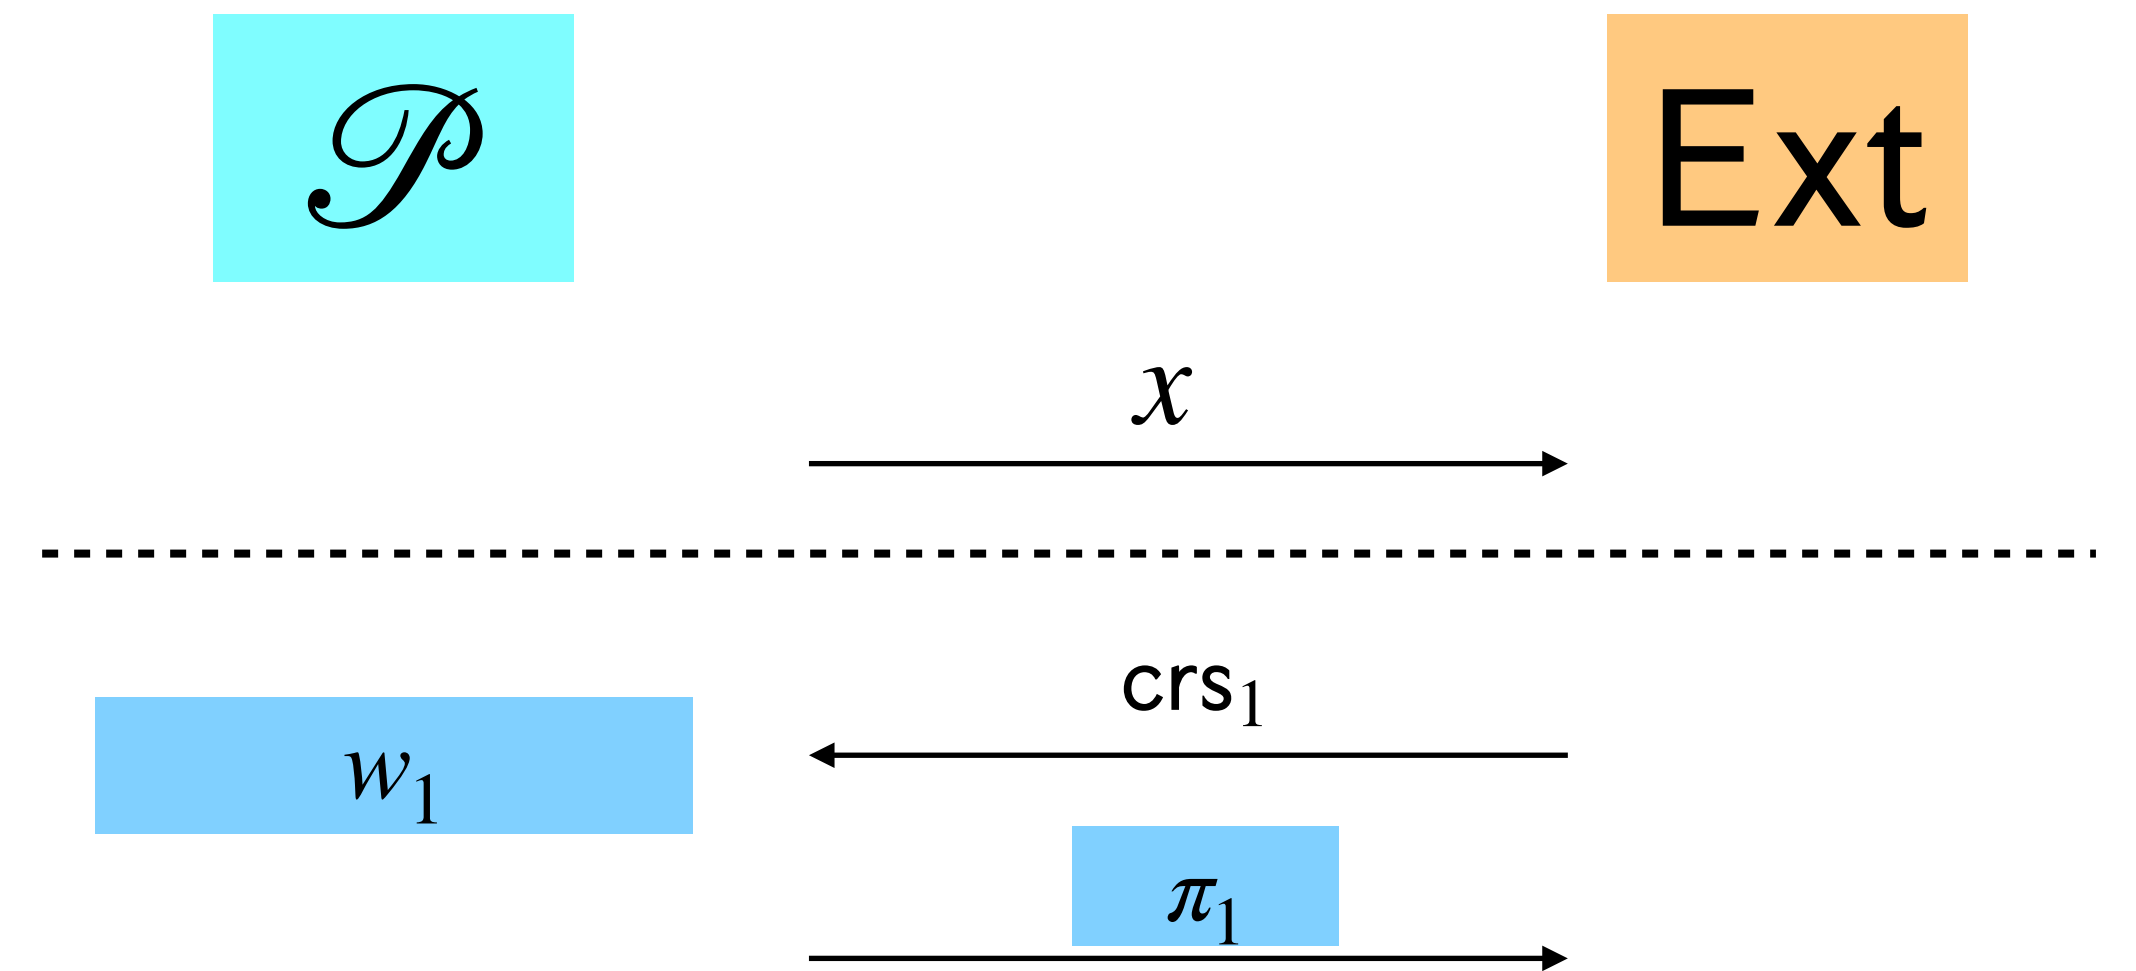 𝒫 Ext
x
crs₁
w₁
π₁